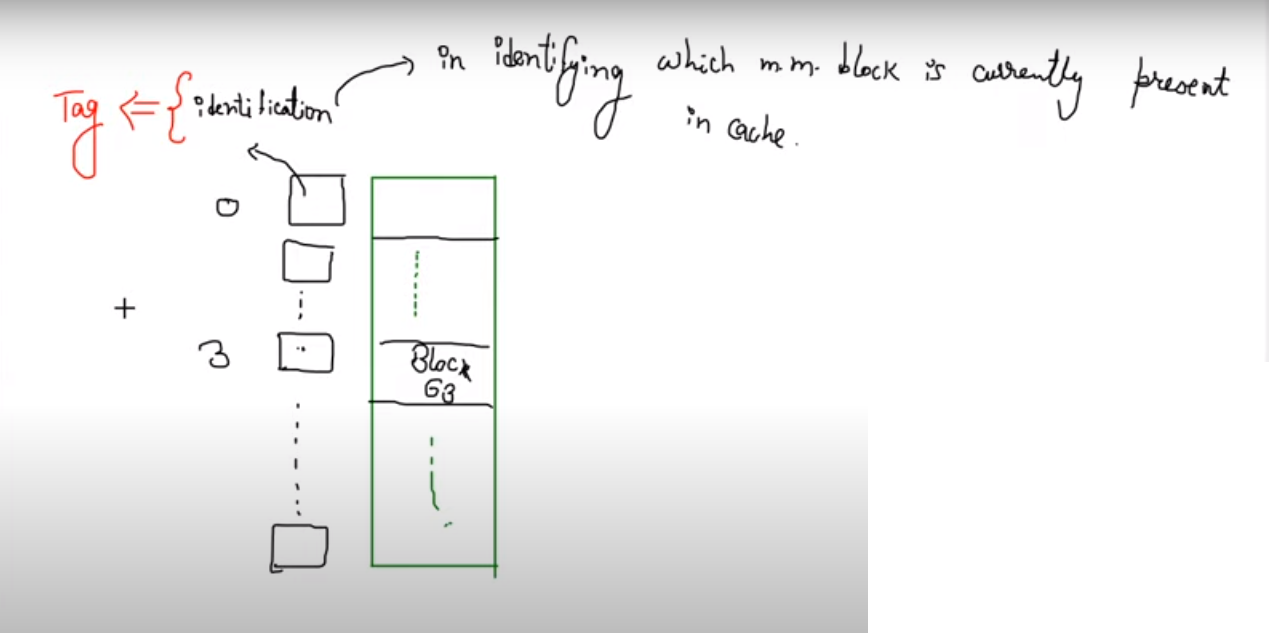 in identifying which m.m. block is currently present
in cache.
Tag ⇐ { identification
0
+
3
Block
63